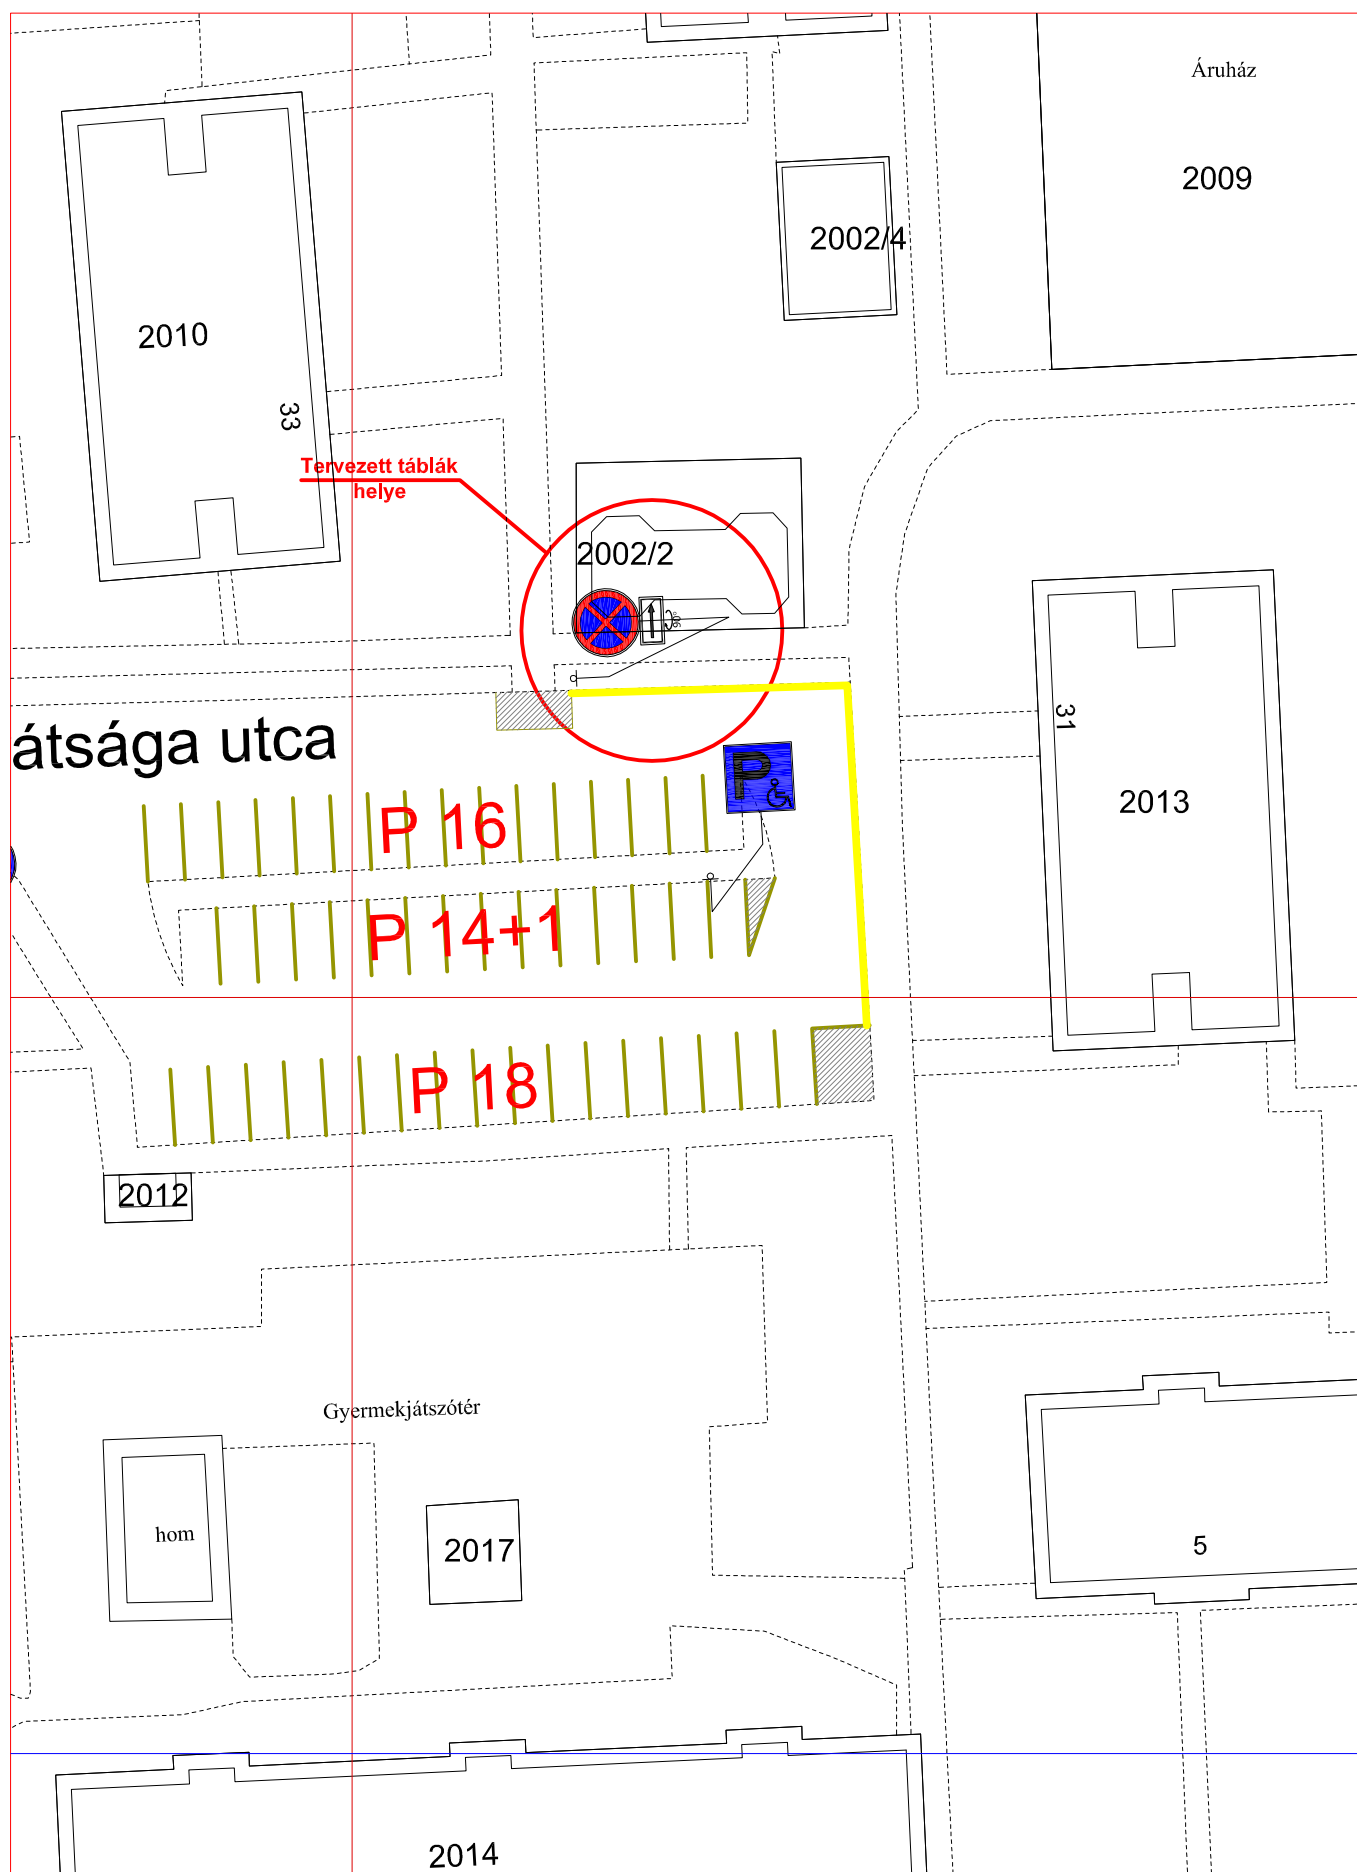 Áruház
2009
2002/4
2010
33
Tervezett táblák
helye
2002/2
90°
átsága utca
31
P
2013
P 16
P 14+1
P 18
2012
Gyermekjátszótér
hom
2017
5
2014